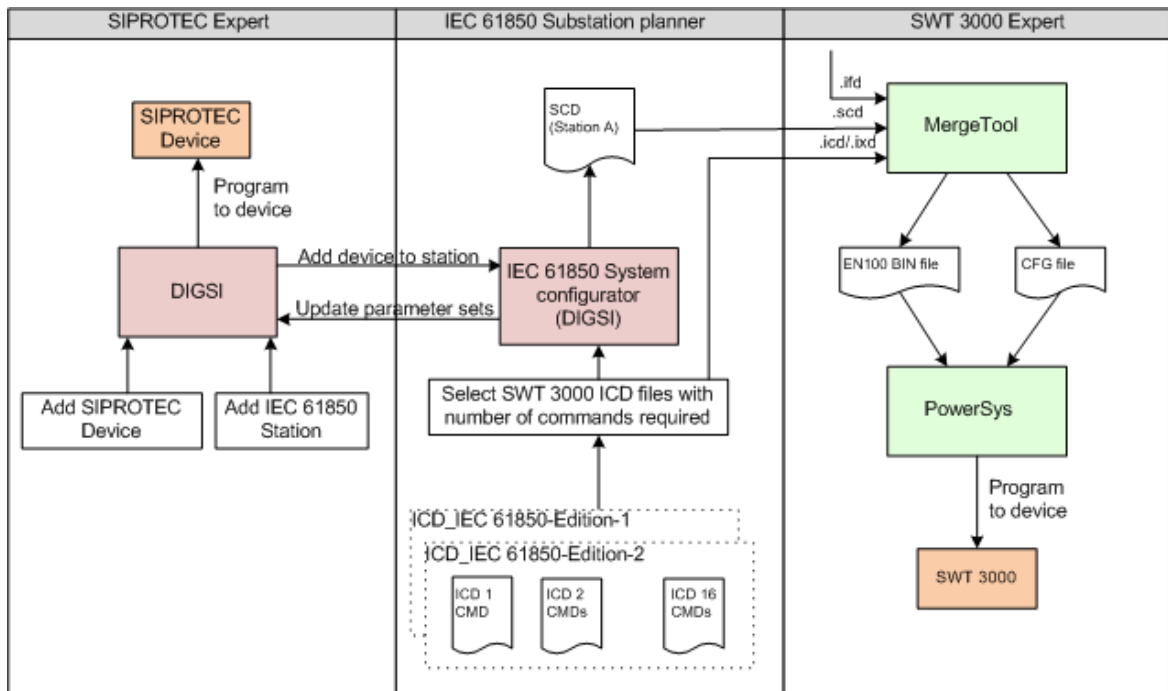 SIPROTEC Expert
IEC 61850 Substation planner
SWT 3000 Expert
SIPROTEC
Device
Program
to device
DIGSI
Add device to station
Update parameter sets
Add SIPROTEC
Device
Add IEC 61850
Station
SCD
(Station A)
IEC 61850 System
configurator
(DIGSI)
Select SWT 3000 ICD files with
number of commands required
ICD_IEC 61850-Edition-1
ICD_IEC 61850-Edition-2
ICD 1
CMD
ICD 2
CMDs
ICD 16
CMDs
.ifd
.scd
.icd/.ixd
MergeTool
EN100 BIN file
CFG file
PowerSys
Program
to device
SWT 3000